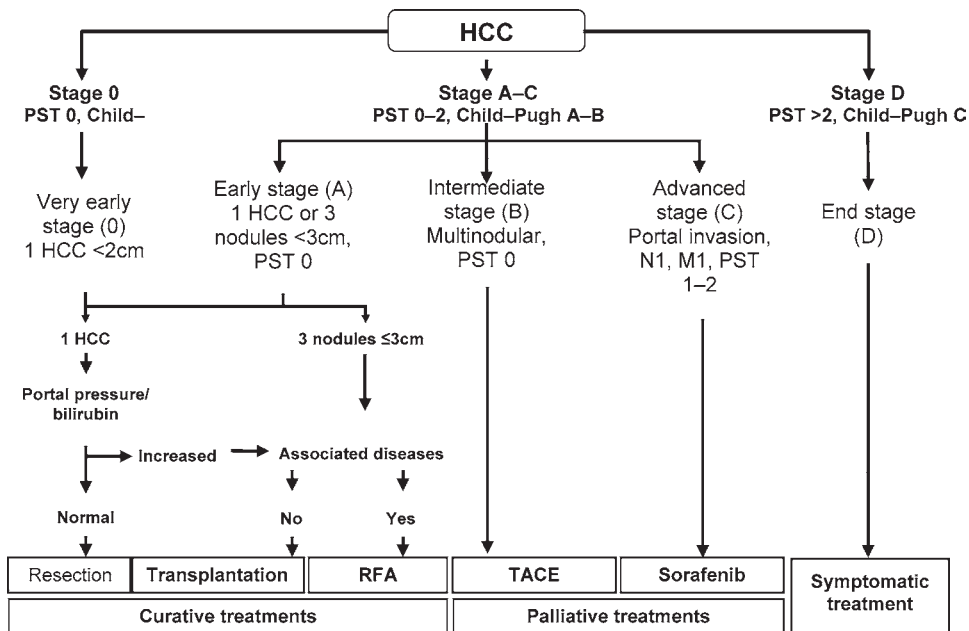 HCC
Stage 0
PST 0, Child–
Stage A–C
PST 0–2, Child–Pugh A–B
Stage D
PST >2, Child–Pugh C
Very early
stage (0)
1 HCC <2cm
Early stage (A)
1 HCC or 3
nodules <3cm,
PST 0
Intermediate
stage (B)
Multinodular,
PST 0
Advanced
stage (C)
Portal invasion,
N1, M1, PST
1–2
End stage
(D)
1 HCC
3 nodules ≤3cm
Portal pressure/
bilirubin
Increased
Associated diseases
Normal
No
Yes
Resection
Transplantation
RFA
TACE
Sorafenib
Symptomatic
treatment
Curative treatments
Palliative treatments